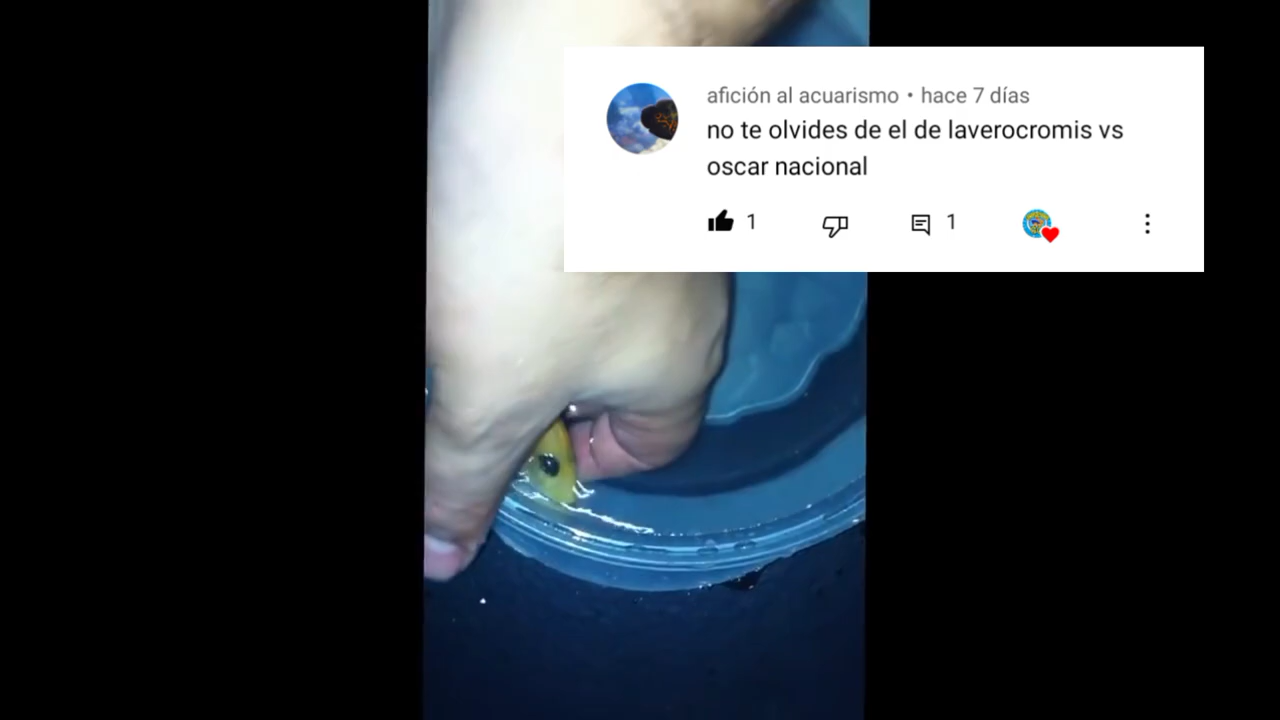 afición al acuarismo • hace 7 días
no te olvides de el de laverocromis vs
oscar nacional
1
1